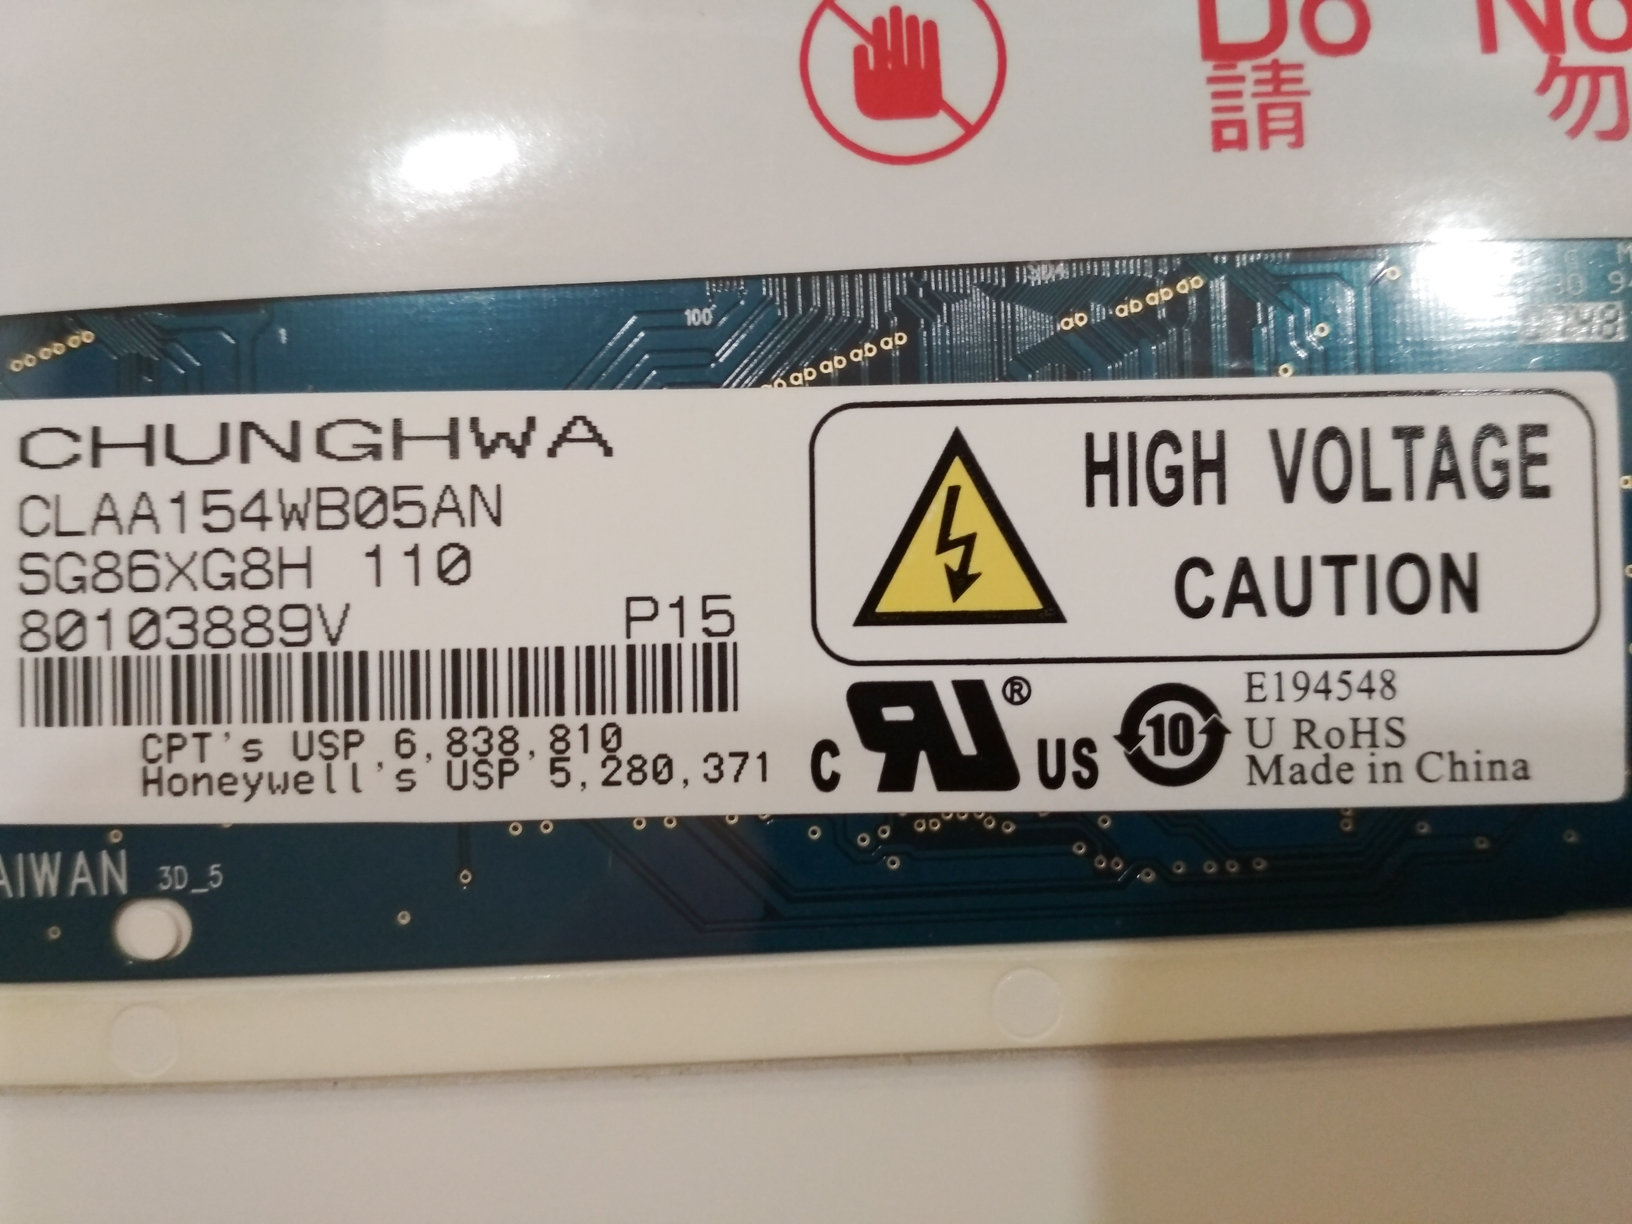 Do No
請 勿
100
CHUNGHWA
CLAA154WB05AN
SG86XG8H 110
80103889V P15
CPT's USP 6,838,810
Honeywell's USP 5,280,371
HIGH VOLTAGE
CAUTION
c RU ® US
10
E194548
U RoHS
Made in China
AIWAN 3D_5